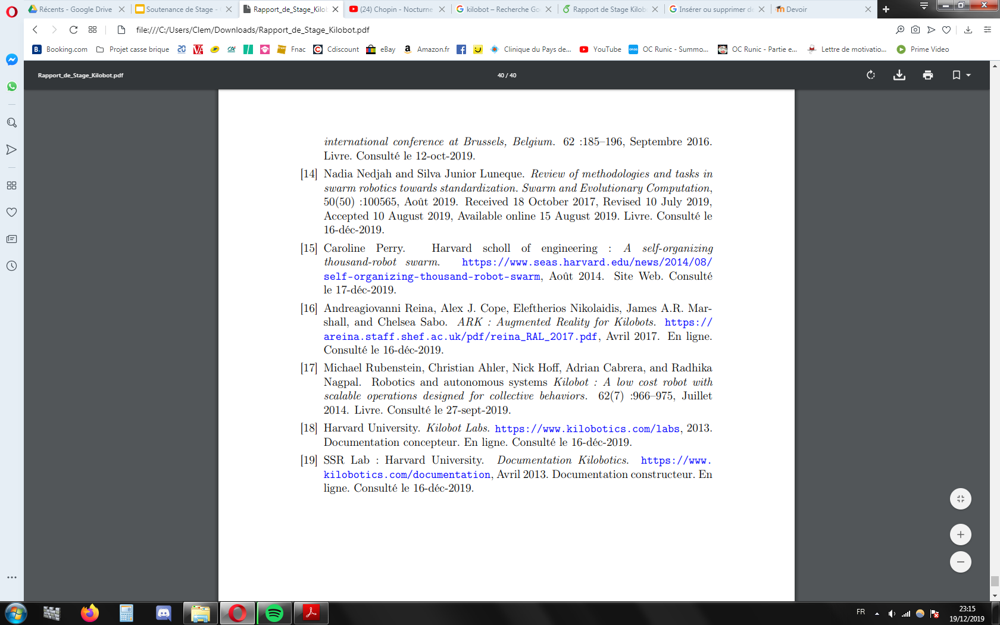 Récents - Google Drive
Soutenance de Stage -
Rapport_de_Stage_Kilob
(24) Chopin - Nocturne
kilobot – Recherche Go
Rapport de Stage Kilob
Insérer ou supprimer de
Devoir
file:///C:/Users/Clem/Downloads/Rapport_de_Stage_Kilobot.pdf
B. Booking.com
Projet casse brique
20
VA
Fnac
Cdiscount
eBay
Amazon.fr
Clinique du Pays de...
YouTube
OC Runic - Summo...
OC Runic - Partie e...
Lettre de motivatio...
Prime Video
Rapport_de_Stage_Kilobot.pdf
40 / 40
international conference at Brussels, Belgium. 62 :185–196, Septembre 2016.
Livre. Consulté le 12-oct-2019.
[14] Nadia Nedjah and Silva Junior Luneque. Review of methodologies and tasks in
swarm robotics towards standardization. Swarm and Evolutionary Computation,
50(50) :100565, Août 2019. Received 18 October 2017, Revised 10 July 2019,
Accepted 10 August 2019, Available online 15 August 2019. Livre. Consulté le
16-déc-2019.
[15] Caroline Perry. Harvard scholl of engineering : A self-organizing
thousand-robot swarm. https://www.seas.harvard.edu/news/2014/08/
self-organizing-thousand-robot-swarm, Août 2014. Site Web. Consulté
le 17-déc-2019.
[16] Andreagiovanni Reina, Alex J. Cope, Eleftherios Nikolaidis, James A.R. Mar-
shall, and Chelsea Sabo. ARK : Augmented Reality for Kilobots. https://
areina.staff.shef.ac.uk/pdf/reina_RAL_2017.pdf, Avril 2017. En ligne.
Consulté le 16-déc-2019.
[17] Michael Rubenstein, Christian Ahler, Nick Hoff, Adrian Cabrera, and Radhika
Nagpal. Robotics and autonomous systems Kilobot : A low cost robot with
scalable operations designed for collective behaviors. 62(7) :966–975, Juillet
2014. Livre. Consulté le 27-sept-2019.
[18] Harvard University. Kilobot Labs. https://www.kilobotics.com/labs, 2013.
Documentation concepteur. En ligne. Consulté le 16-déc-2019.
[19] SSR Lab : Harvard University. Documentation Kilobotics. https://www.
kilobotics.com/documentation, Avril 2013. Documentation constructeur. En
ligne. Consulté le 16-déc-2019.
FR
23:15
19/12/2019